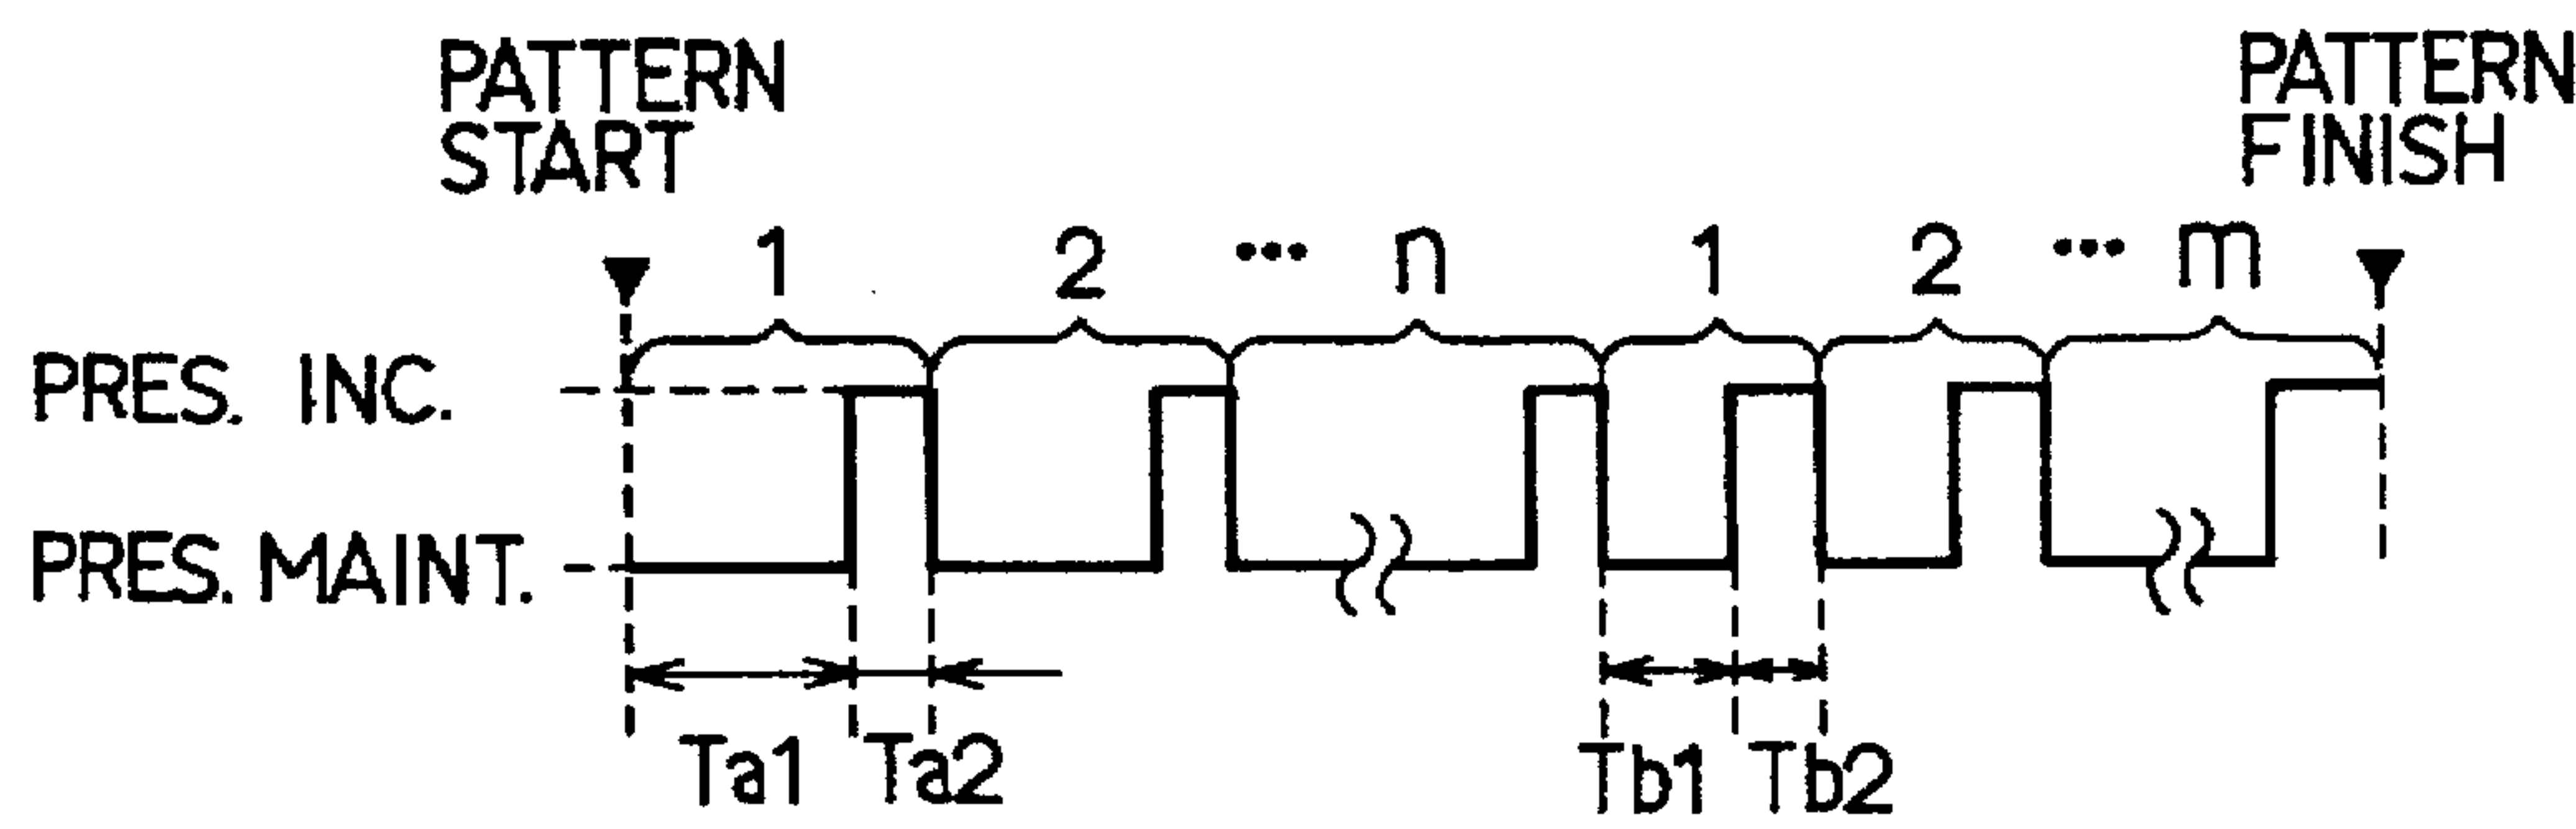 PATTERN
START
PATTERN
FINISH
1 2 ••• n 1 2 ••• m
PRES. INC.
PRES. MAINT.
Ta1 Ta2 Tb1 Tb2